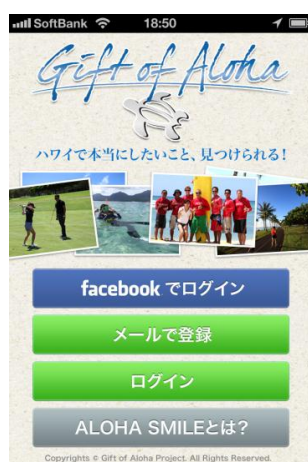 SoftBank 18:50
Gift of Aloha
ハワイで本当にしたいこと、見つけられる!
facebook でログイン
メールで登録
ログイン
ALOHA SMILEとは?
Copyrights © Gift of Aloha Project. All Rights Reserved.